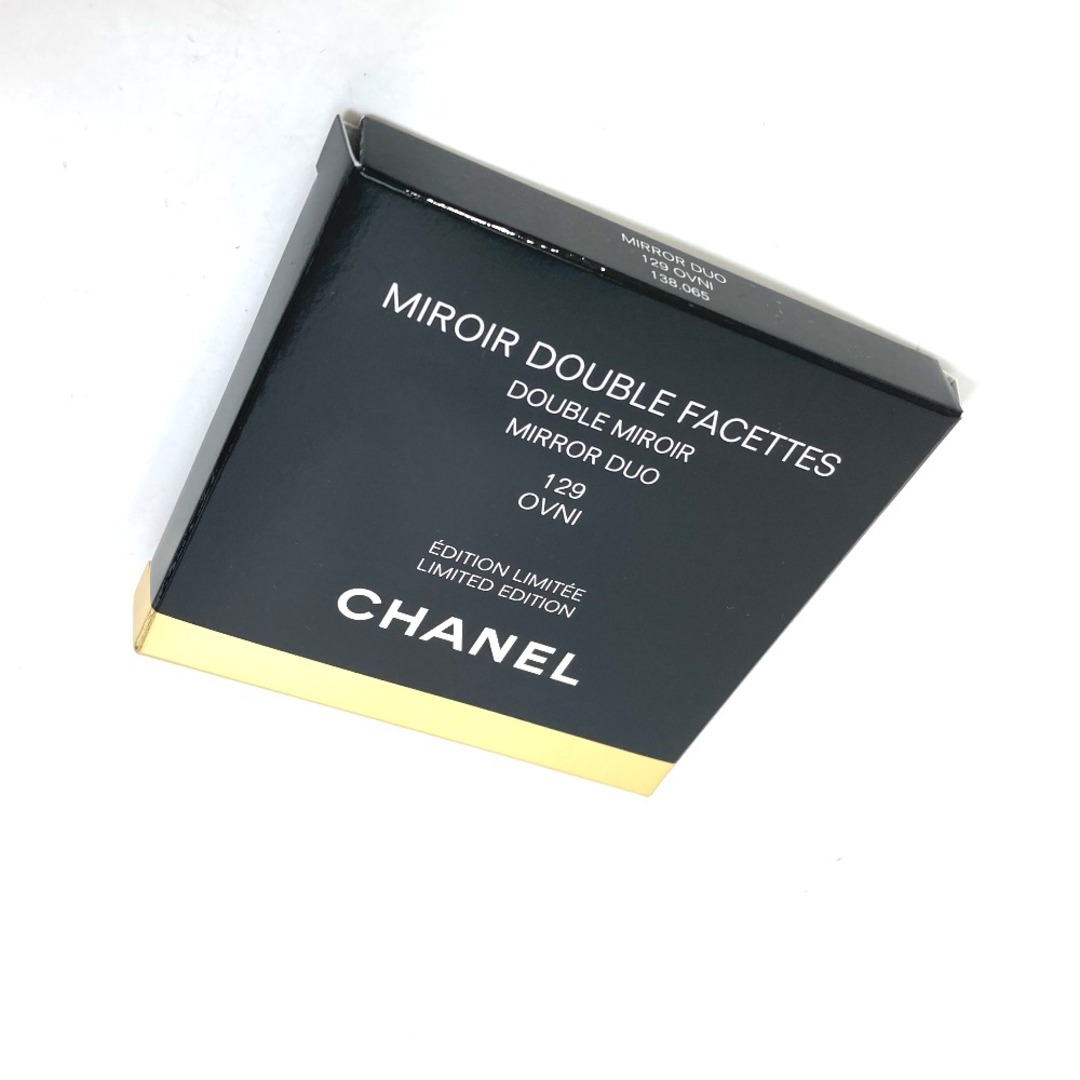 MIRROR DUO
129 OVNI
138.065
MIROIR DOUBLE FACETTES
DOUBLE MIROIR
MIRROR DUO
129
OVNI
ÉDITION LIMITÉE
LIMITED EDITION
CHANEL